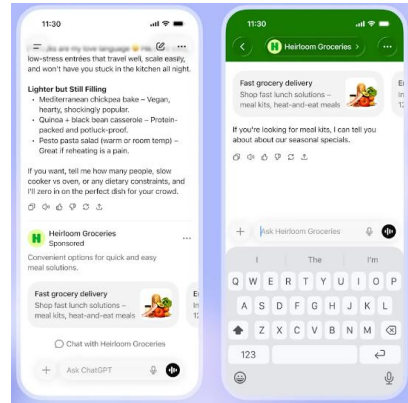 11:30
are my love language
low-stress entrées that travel well, scale easily,
and won't have you stuck in the kitchen all night.
Lighter but Still Filling
• Mediterranean chickpea bake – Vegan,
hearty, shockingly popular.
• Quinoa + black bean casserole – Protein-
packed and potluck-proof.
• Pesto pasta salad (warm or room temp) –
Great if reheating is a pain.
If you want, tell me how many people, slow
cooker vs oven, or any dietary constraints, and
I'll zero in on the perfect dish for your crowd.
H
Heirloom Groceries
Sponsored
Convenient options for quick and easy
meal solutions.
Fast grocery delivery
Shop fast lunch solutions –
meal kits, heat-and-eat meals
Chat with Heirloom Groceries
Ask ChatGPT
11:30
H Heirloom Groceries >
Fast grocery delivery
Shop fast lunch solutions –
meal kits, heat-and-eat meals
If you're looking for meal kits, I can tell you
about about our seasonal specials.
Ask Heirloom Groceries
I The I'm
Q W E R T Y U I O P
A S D F G H J K L
Z X C V B N M
123